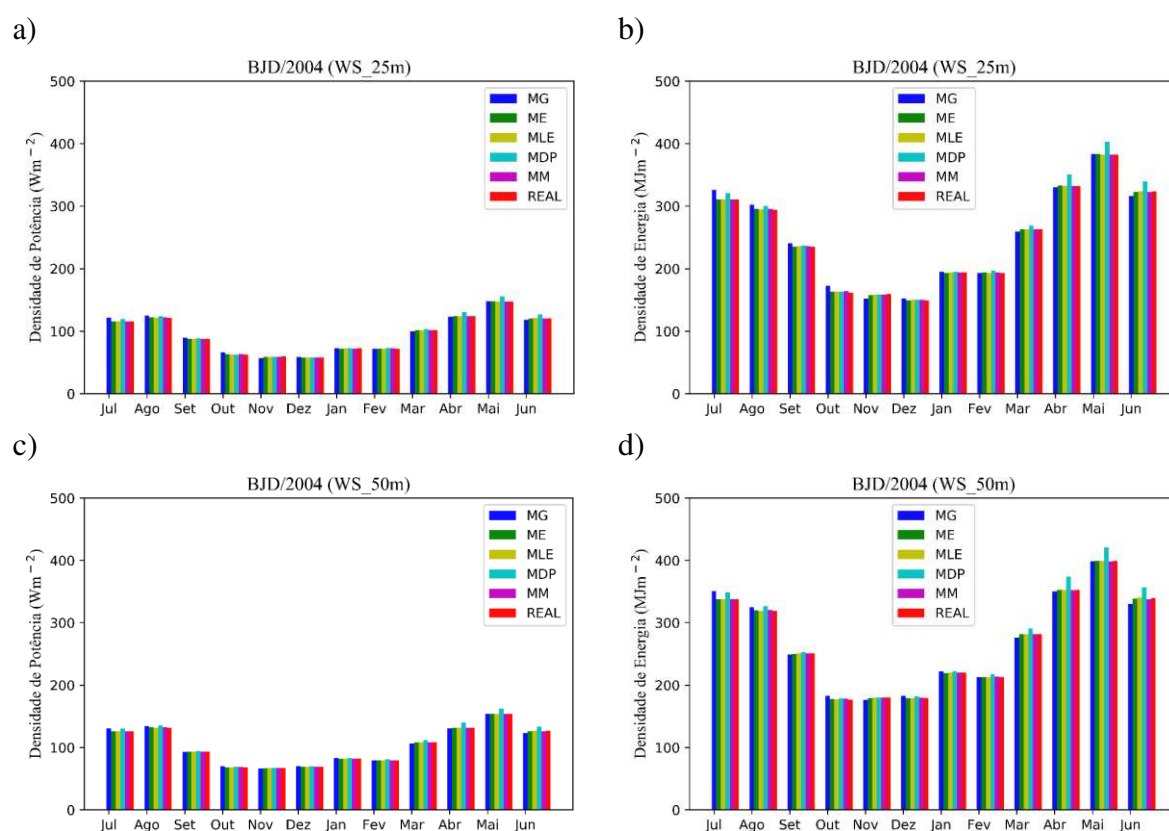 a)
BJD/2004 (WS_25m)
Densidade de Potência (Wm−2)
500
400
300
200
100
0
MG
ME
MLE
MDP
MM
REAL
Jul Ago Set Out Nov Dez Jan Fev Mar Abr Mai Jun
b)
BJD/2004 (WS_25m)
Densidade de Energia (MJm−2)
500
400
300
200
100
0
MG
ME
MLE
MDP
MM
REAL
Jul Ago Set Out Nov Dez Jan Fev Mar Abr Mai Jun
c)
BJD/2004 (WS_50m)
Densidade de Potência (Wm−2)
500
400
300
200
100
0
MG
ME
MLE
MDP
MM
REAL
Jul Ago Set Out Nov Dez Jan Fev Mar Abr Mai Jun
d)
BJD/2004 (WS_50m)
Densidade de Energia (MJm−2)
500
400
300
200
100
0
MG
ME
MLE
MDP
MM
REAL
Jul Ago Set Out Nov Dez Jan Fev Mar Abr Mai Jun